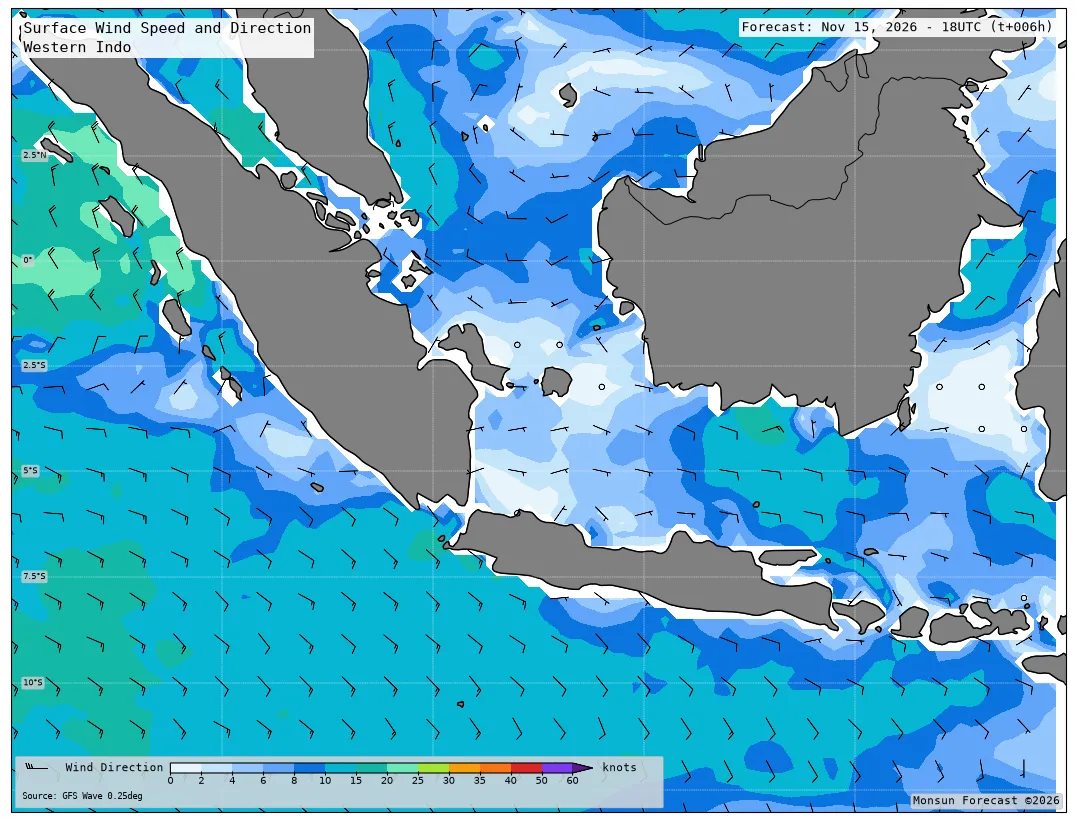 Surface Wind Speed and Direction
Western Indo
Forecast: Nov 15, 2026 - 18UTC (t+006h)
2.5°N
0°
2.5°S
5°S
7.5°S
10°S
Wind Direction
0 2 4 6 8 10 15 20 25 30 35 40 50 60
knots
Source: GFS Wave 0.25deg
Monsun Forecast ©2026